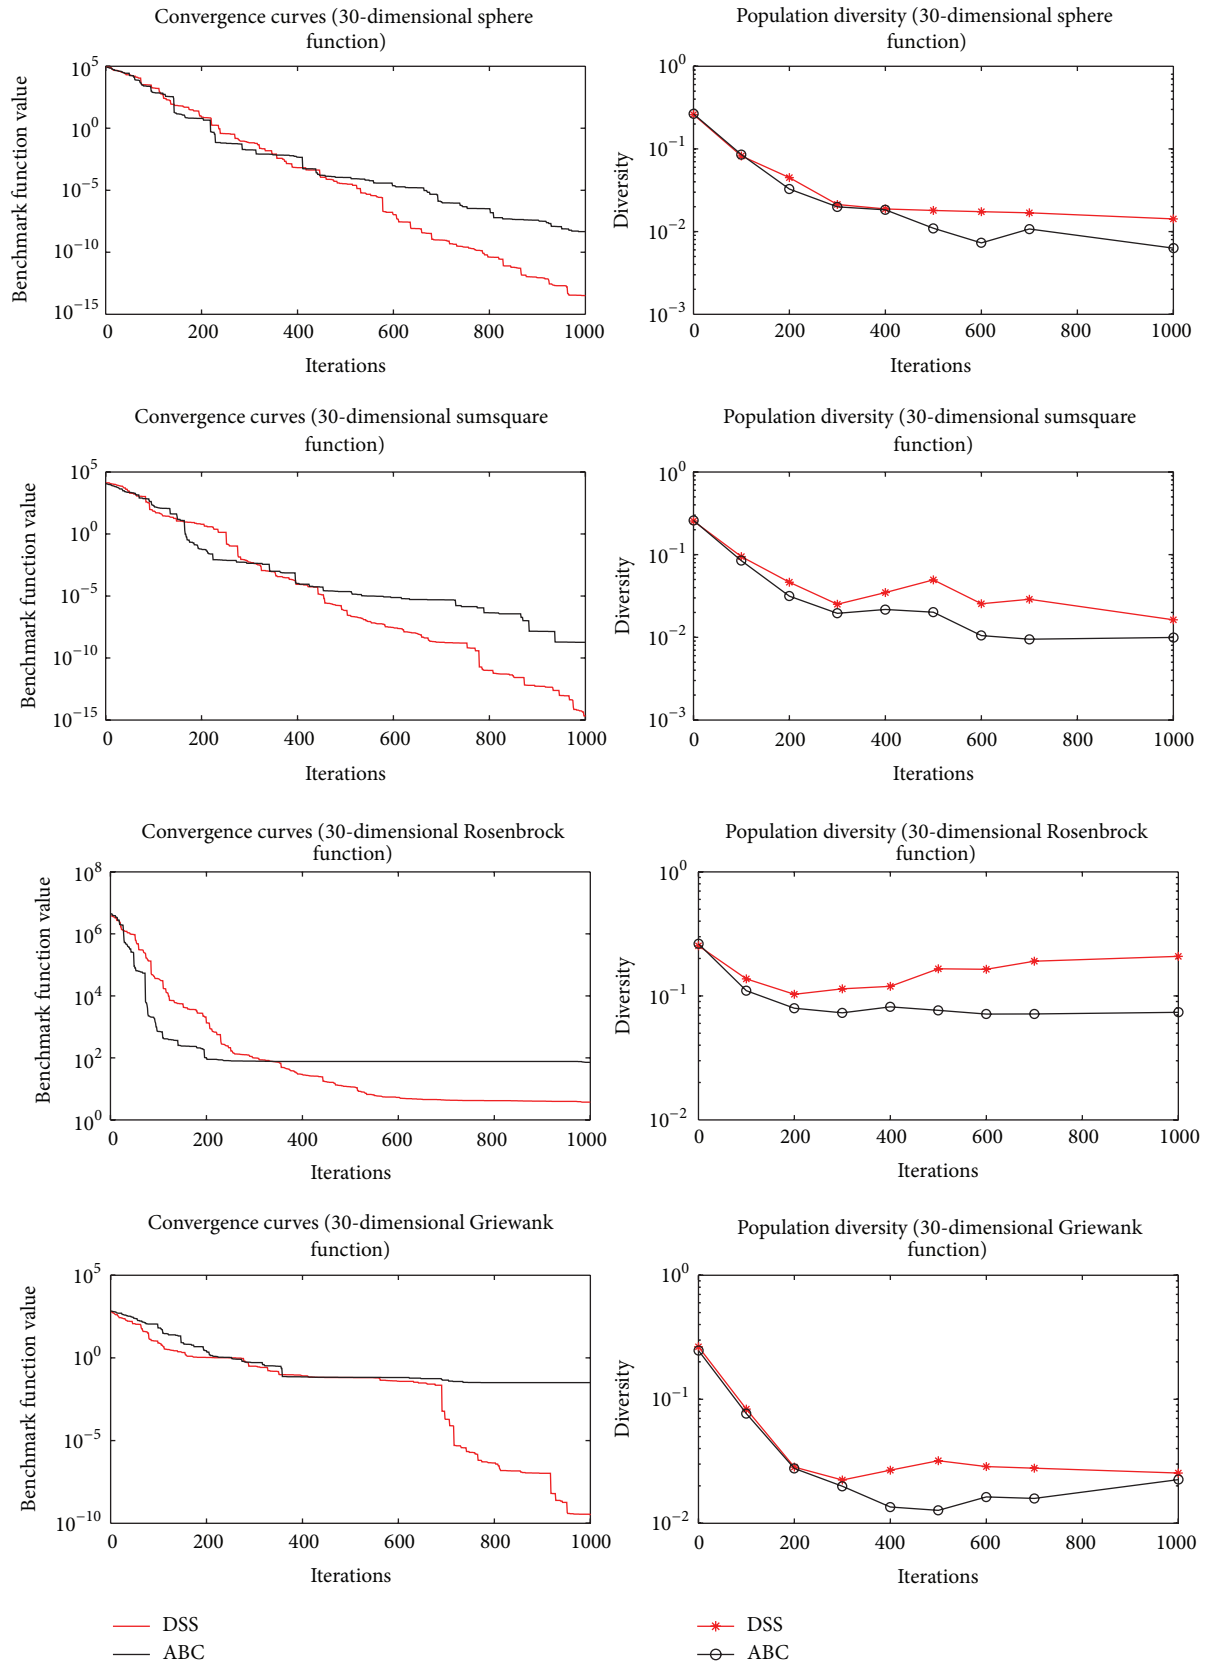 Convergence curves (30-dimensional sphere
function)
Benchmark function value
10^5
10^0
10^−5
10^−10
10^−15
0 200 400 600 800 1000
Iterations
Population diversity (30-dimensional sphere
function)
Diversity
10^0
10^−1
10^−2
10^−3
0 200 400 600 800 1000
Iterations
Convergence curves (30-dimensional sumsquare
function)
Benchmark function value
10^5
10^0
10^−5
10^−10
10^−15
0 200 400 600 800 1000
Iterations
Population diversity (30-dimensional sumsquare
function)
Diversity
10^0
10^−1
10^−2
10^−3
0 200 400 600 800 1000
Iterations
Convergence curves (30-dimensional Rosenbrock
function)
Benchmark function value
10^8
10^6
10^4
10^2
10^0
0 200 400 600 800 1000
Iterations
Population diversity (30-dimensional Rosenbrock
function)
Diversity
10^0
10^−1
10^−2
0 200 400 600 800 1000
Iterations
Convergence curves (30-dimensional Griewank
function)
Benchmark function value
10^5
10^0
10^−5
10^−10
0 200 400 600 800 1000
Iterations
Population diversity (30-dimensional Griewank
function)
Diversity
10^0
10^−1
10^−2
0 200 400 600 800 1000
Iterations
DSS
ABC
DSS
ABC